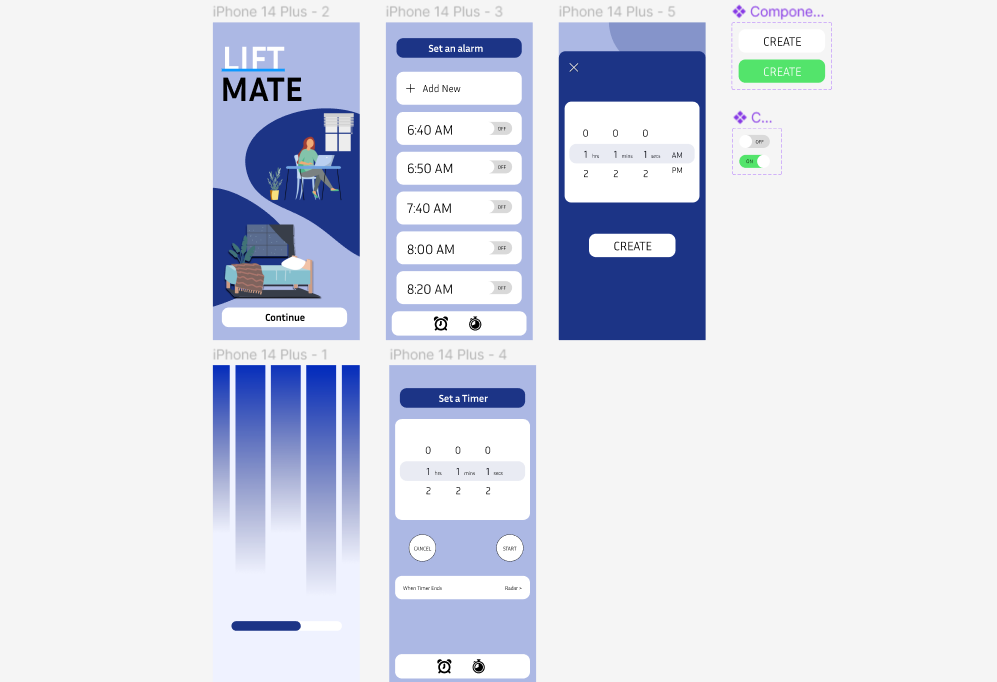 iPhone 14 Plus - 2
LIFT
MATE
Continue
iPhone 14 Plus - 3
Set an alarm
+ Add New
6:40 AM OFF
6:50 AM OFF
7:40 AM OFF
8:00 AM OFF
8:20 AM OFF
iPhone 14 Plus - 5
0 0 0
1 hrs 1 mins 1 AM
2 2 2 PM
CREATE
Compone...
CREATE
CREATE
C...
OFF
ON
iPhone 14 Plus - 1
iPhone 14 Plus - 4
Set a Timer
0 0 0
1 hrs 1 mins 1 secs
2 2 2
CANCEL START
When Timer Ends Radar >